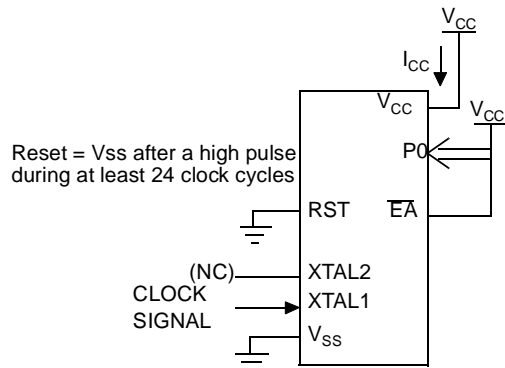 VCC
ICC
VCC
VCC
Reset = Vss after a high pulse
during at least 24 clock cycles
P0
RST
EA
(NC)
XTAL2
CLOCK
SIGNAL
XTAL1
VSS